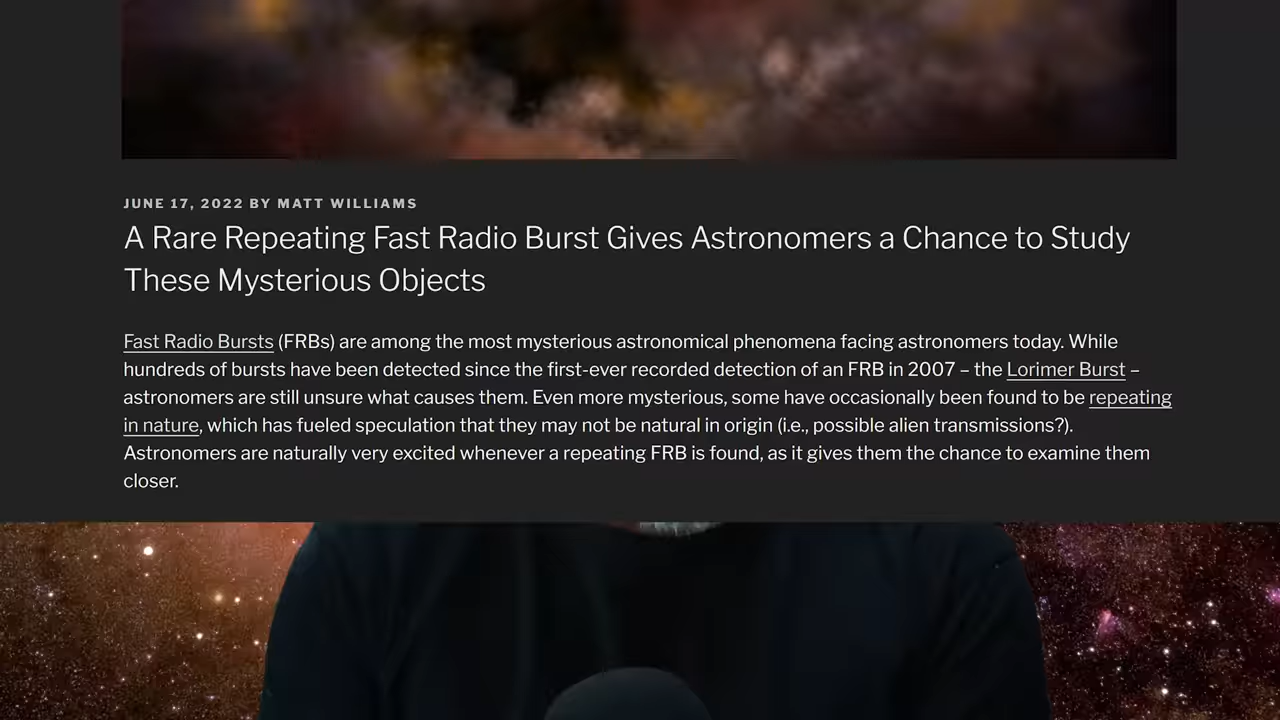 JUNE 17, 2022 BY MATT WILLIAMS
A Rare Repeating Fast Radio Burst Gives Astronomers a Chance to Study
These Mysterious Objects
Fast Radio Bursts (FRBs) are among the most mysterious astronomical phenomena facing astronomers today. While
hundreds of bursts have been detected since the first-ever recorded detection of an FRB in 2007 – the Lorimer Burst –
astronomers are still unsure what causes them. Even more mysterious, some have occasionally been found to be repeating
in nature, which has fueled speculation that they may not be natural in origin (i.e., possible alien transmissions?).
Astronomers are naturally very excited whenever a repeating FRB is found, as it gives them the chance to examine them
closer.